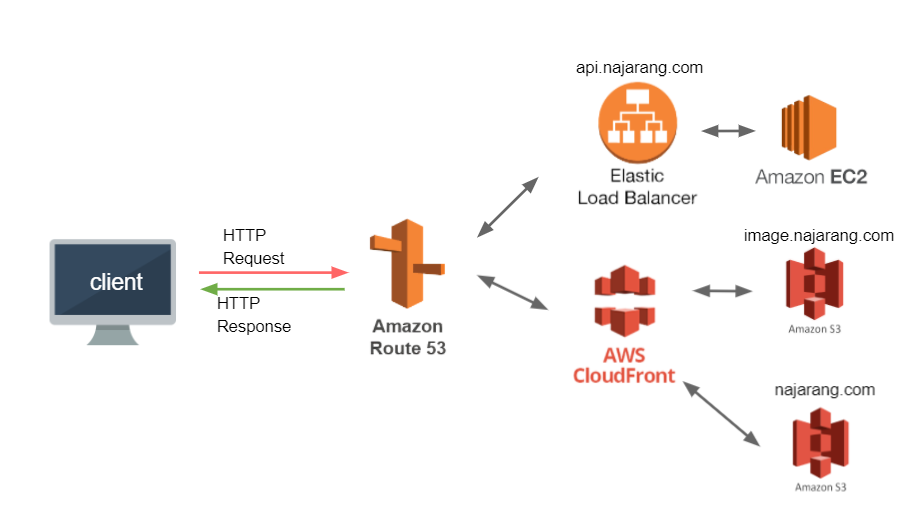 api.najarang.com
Elastic
Load Balancer
Amazon EC2
image.najarang.com
Amazon S3
HTTP
Request
client
HTTP
Response
Amazon
Route 53
AWS
CloudFront
najarang.com
Amazon S3